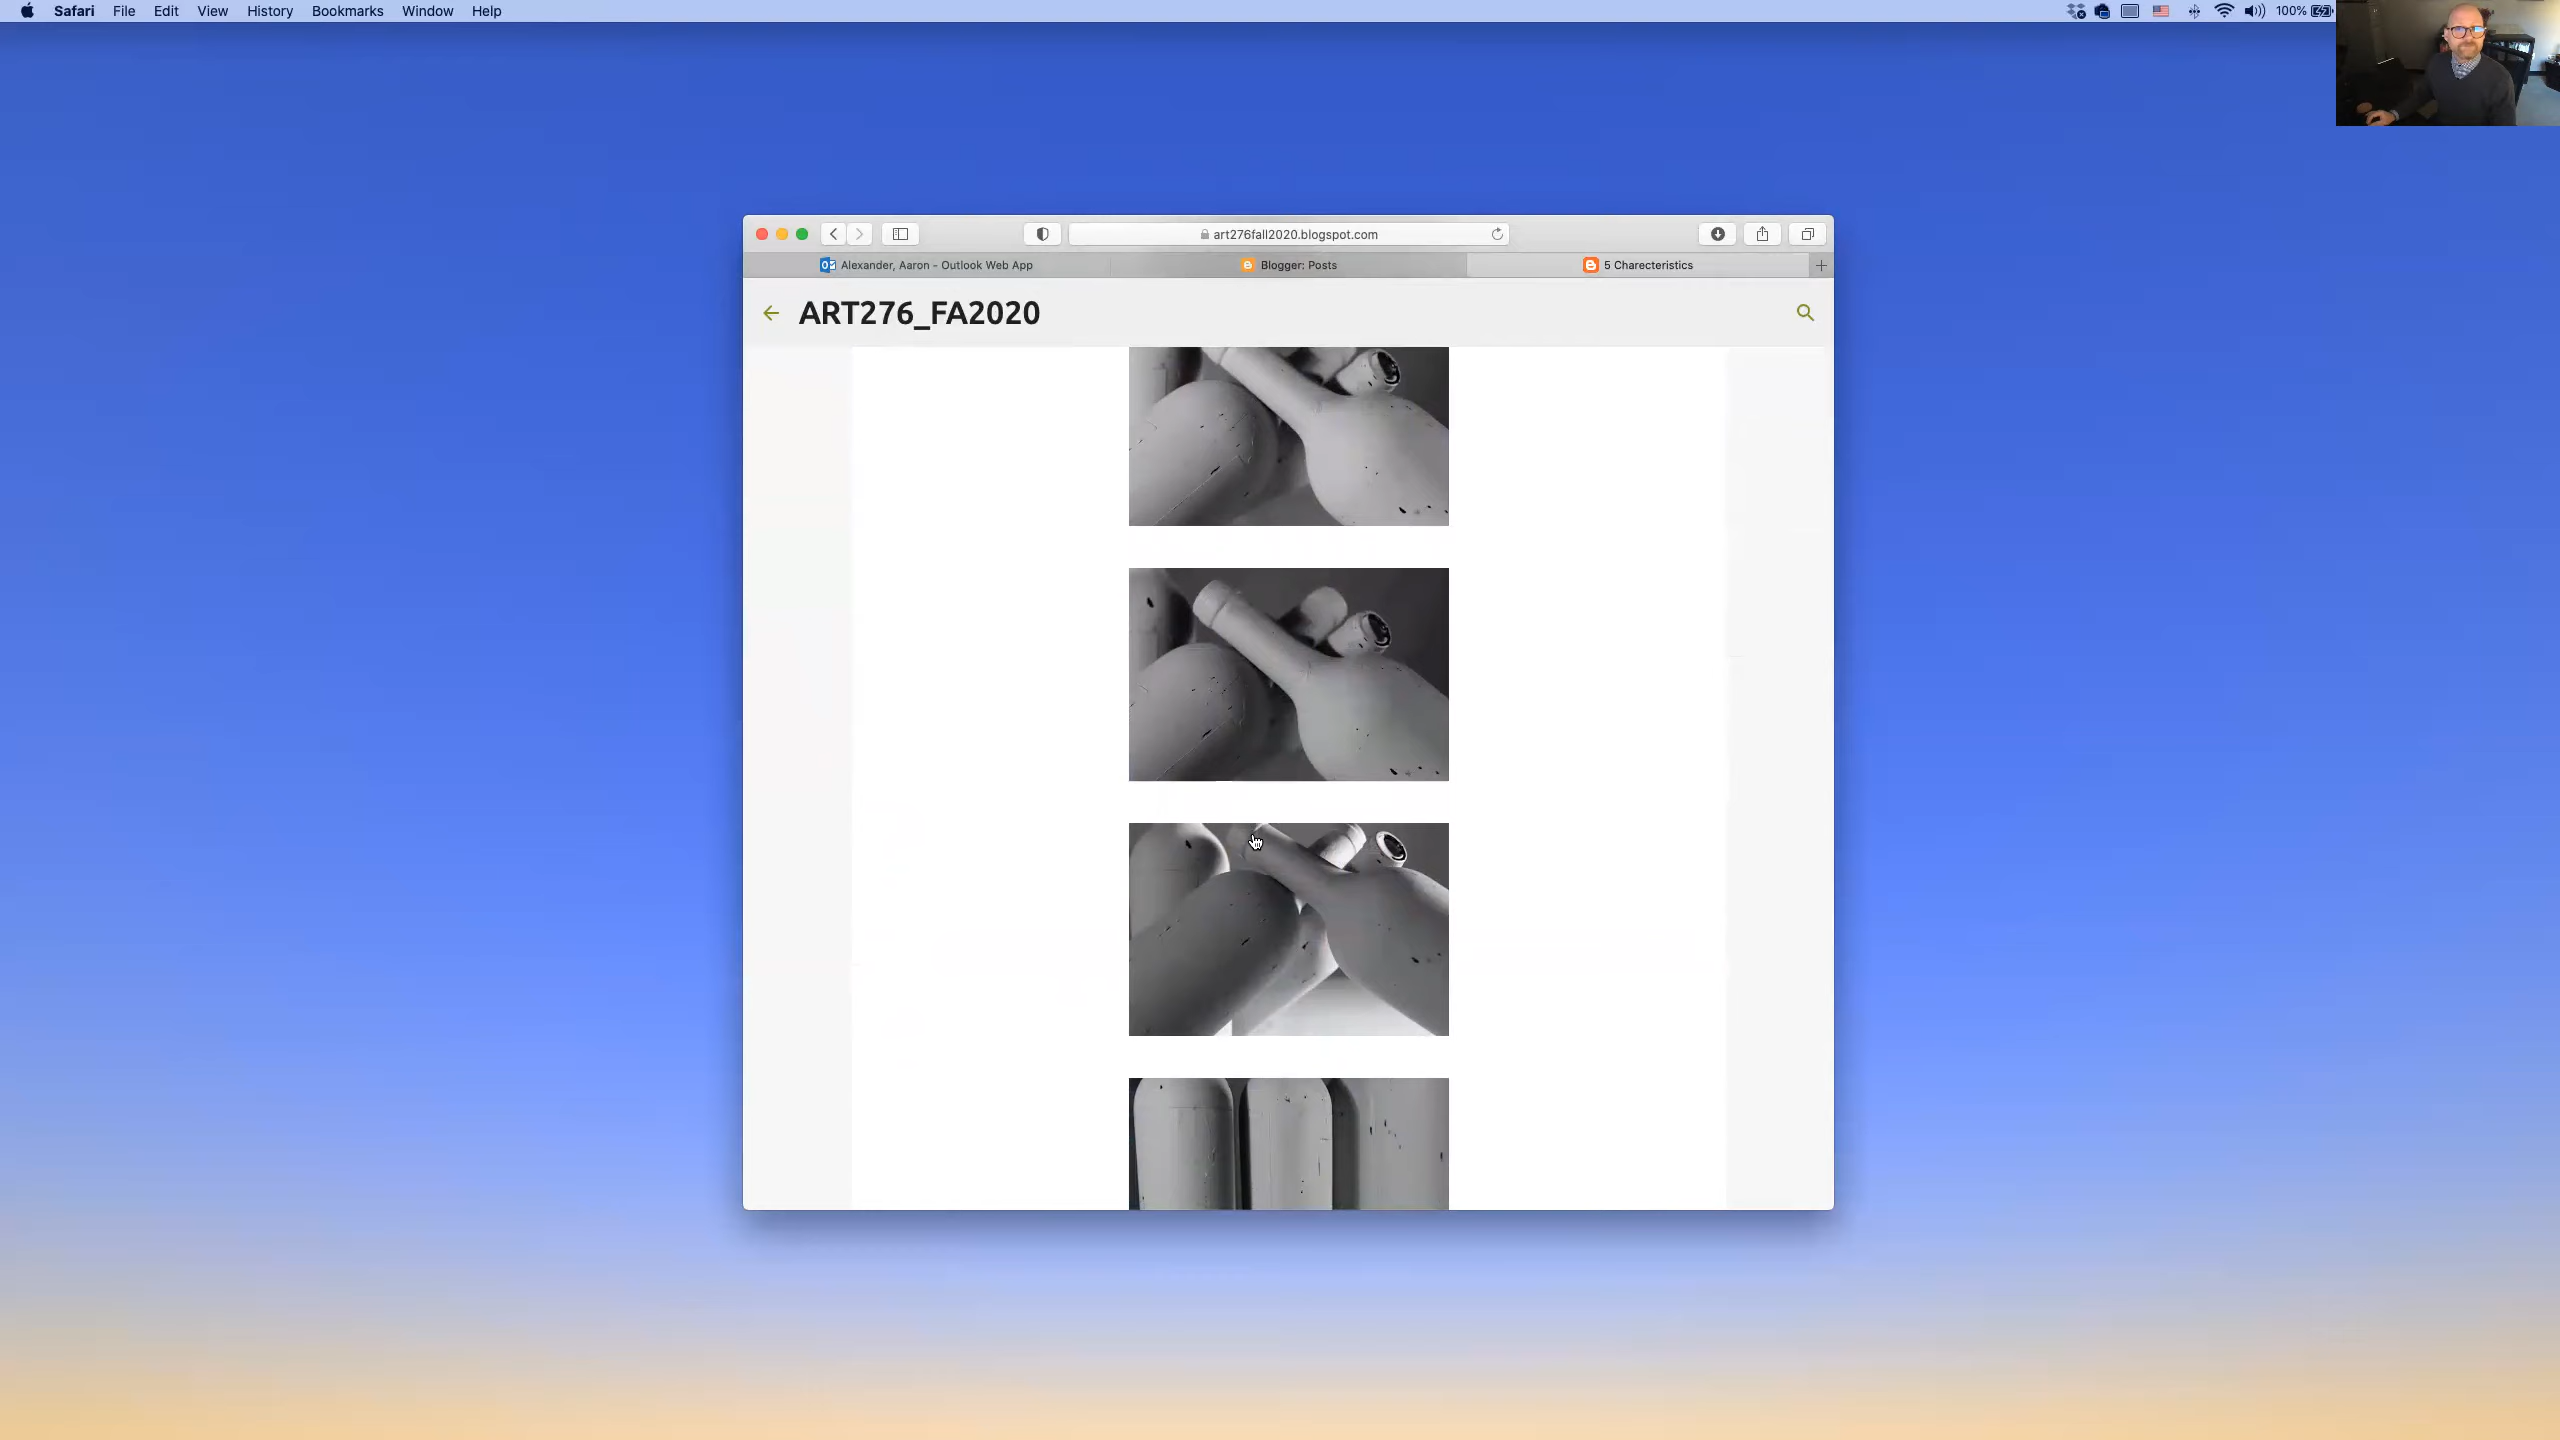 Safari File Edit View History Bookmarks Window Help 100%
art276fall2020.blogspot.com
Alexander, Aaron - Outlook Web App Blogger: Posts 5 Charecteristics
ART276_FA2020